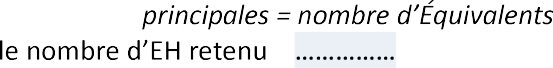 principales = nombre d’Équivalents
le nombre d’EH retenu ……………